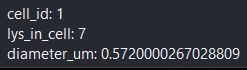 cell_id: 1
lys_in_cell: 7
diameter_um: 0.5720000267028809